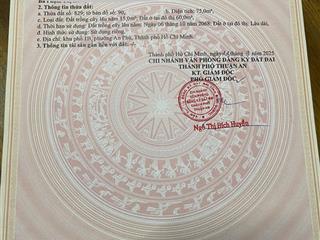 2. Thông tin thửa đất:
a. Thửa đất số: 829; tờ bản đồ số: 90, b. Diện tích: 75,0m²,
c. Loại đất: Đất trồng cây lâu năm 15,0m²; Đất ở tại đô thị 60,0m²,
d. Thời hạn sử dụng: Đất trồng cây lâu năm: Ngày 06 tháng 2068; Đất ở tại đô thị: Lâu dài,
đ. Hình thức sử dụng: Sử dụng riêng,
e. Địa chỉ: khu phố 1B, phường An Phú, Thành phố Hồ Chí Minh.
3. Thông tin tài sản gắn liền với đất: -/-
Thành phố Hồ Chí Minh, ngày tháng 8 năm 2025
CHI NHÁNH VĂN PHÒNG ĐĂNG KÝ ĐẤT ĐAI
THÀNH PHỐ THUẬN AN
KT. GIÁM ĐỐC
PHÓ GIÁM ĐỐC
Ngô Thị Bích Huyền